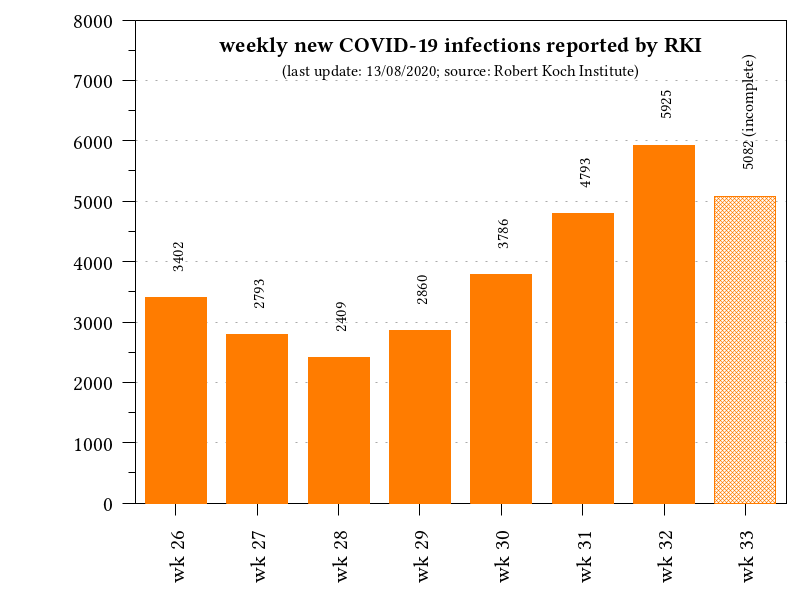 weekly new COVID-19 infections reported by RKI
(last update: 13/08/2020; source: Robert Koch Institute)
8000
7000
6000
5000
4000
3000
2000
1000
0
3402
2793
2409
2860
3786
4793
5925
5082 (incomplete)
wk 26
wk 27
wk 28
wk 29
wk 30
wk 31
wk 32
wk 33